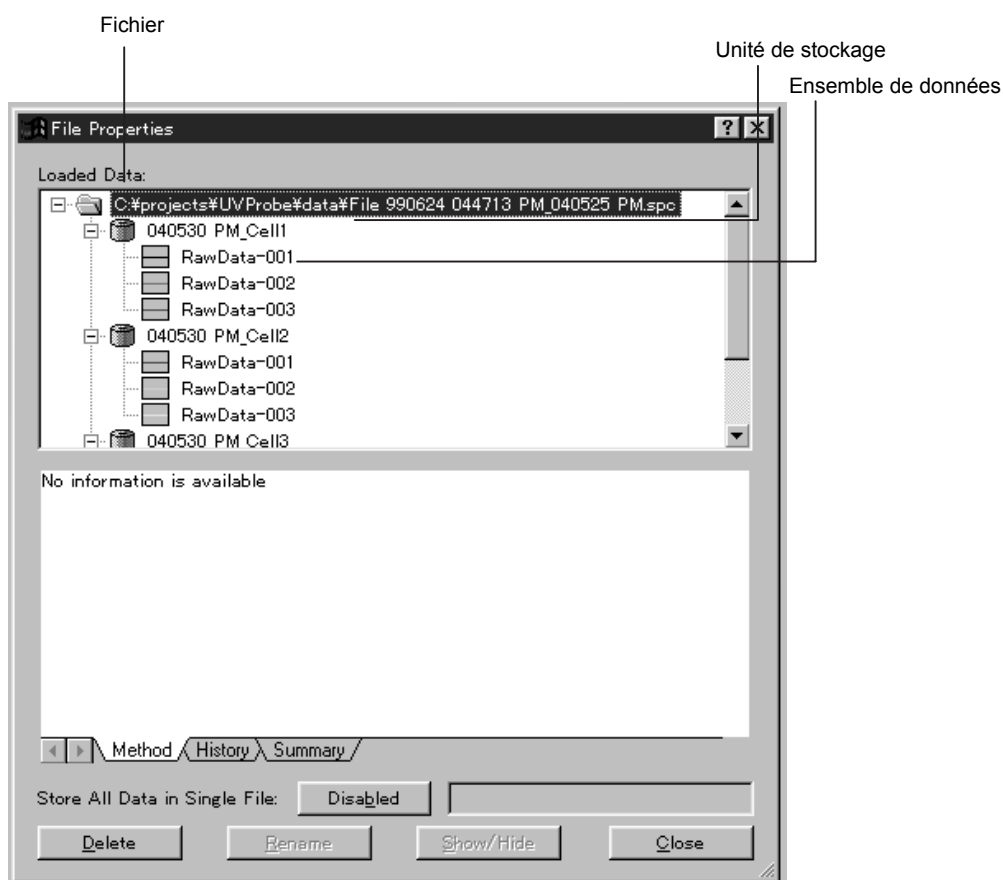 Fichier
Unité de stockage
Ensemble de données
File Properties
Loaded Data:
C:¥projects¥UVProbe¥data¥File 990624 044713 PM_040525 PM.spc
040530 PM_Cell1
RawData-001
RawData-002
RawData-003
040530 PM_Cell2
RawData-001
RawData-002
RawData-003
040530 PM Cell3
No information is available
Method History Summary
Store All Data in Single File: Disabled
Delete Rename Show/Hide Close